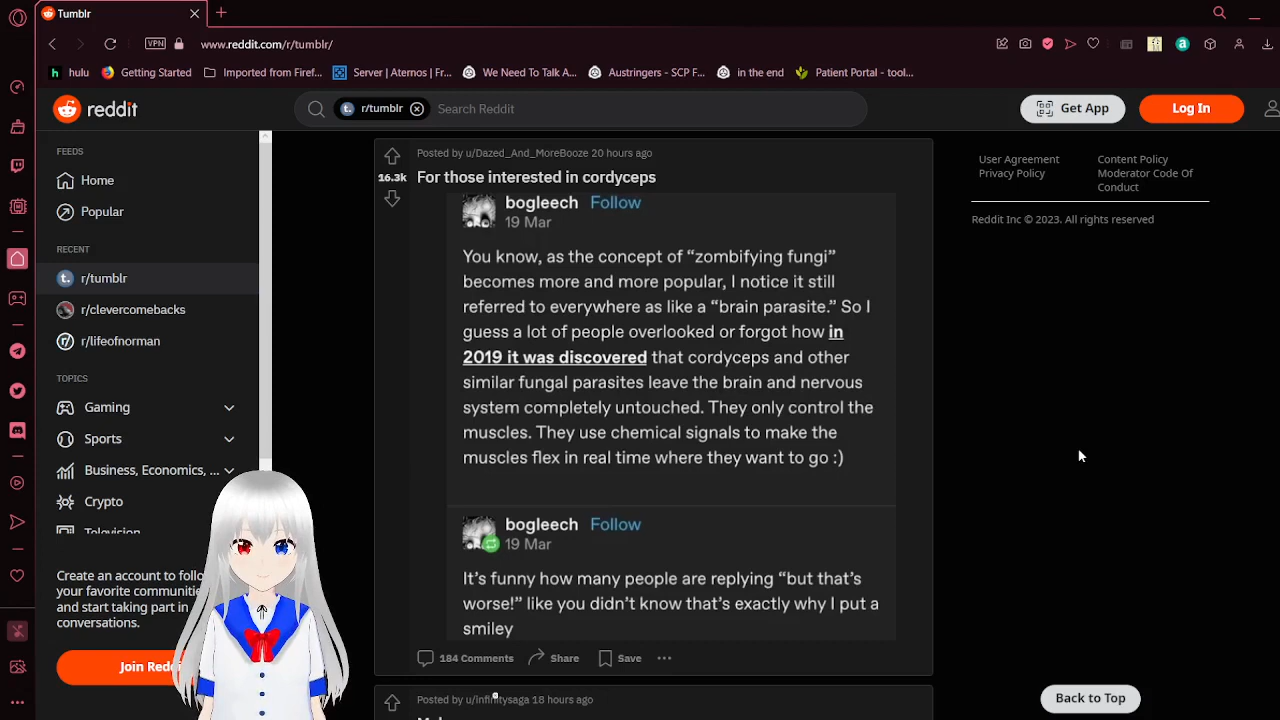 Tumblr
VPN
www.reddit.com/r/tumblr/
h hulu
Getting Started
Imported from Firef...
Server | Aternos | Fr...
We Need To Talk A...
Austringers - SCP F...
in the end
Patient Portal - tool...
reddit
r/tumblr
Search Reddit
Get App
Log In
FEEDS
Home
Popular
RECENT
r/tumblr
r/clevercomebacks
r/lifeofnorman
TOPICS
Gaming
Sports
Business, Economics, ...
Crypto
Television
Create an account to follo
your favorite communities
and start taking part in
conversations.
Join Reddi
Posted by u/Dazed_And_MoreBooze 20 hours ago
16.3k
For those interested in cordyceps
bogleech Follow
19 Mar
You know, as the concept of “zombifying fungi”
becomes more and more popular, I notice it still
referred to everywhere as like a “brain parasite.” So I
guess a lot of people overlooked or forgot how in
2019 it was discovered that cordyceps and other
similar fungal parasites leave the brain and nervous
system completely untouched. They only control the
muscles. They use chemical signals to make the
muscles flex in real time where they want to go :)
bogleech Follow
19 Mar
It’s funny how many people are replying “but that’s
worse!” like you didn’t know that’s exactly why I put a
smiley
184 Comments
Share
Save
Posted by u/infinitysaga 18 hours ago
User Agreement
Privacy Policy
Content Policy
Moderator Code Of
Conduct
Reddit Inc © 2023. All rights reserved
Back to Top